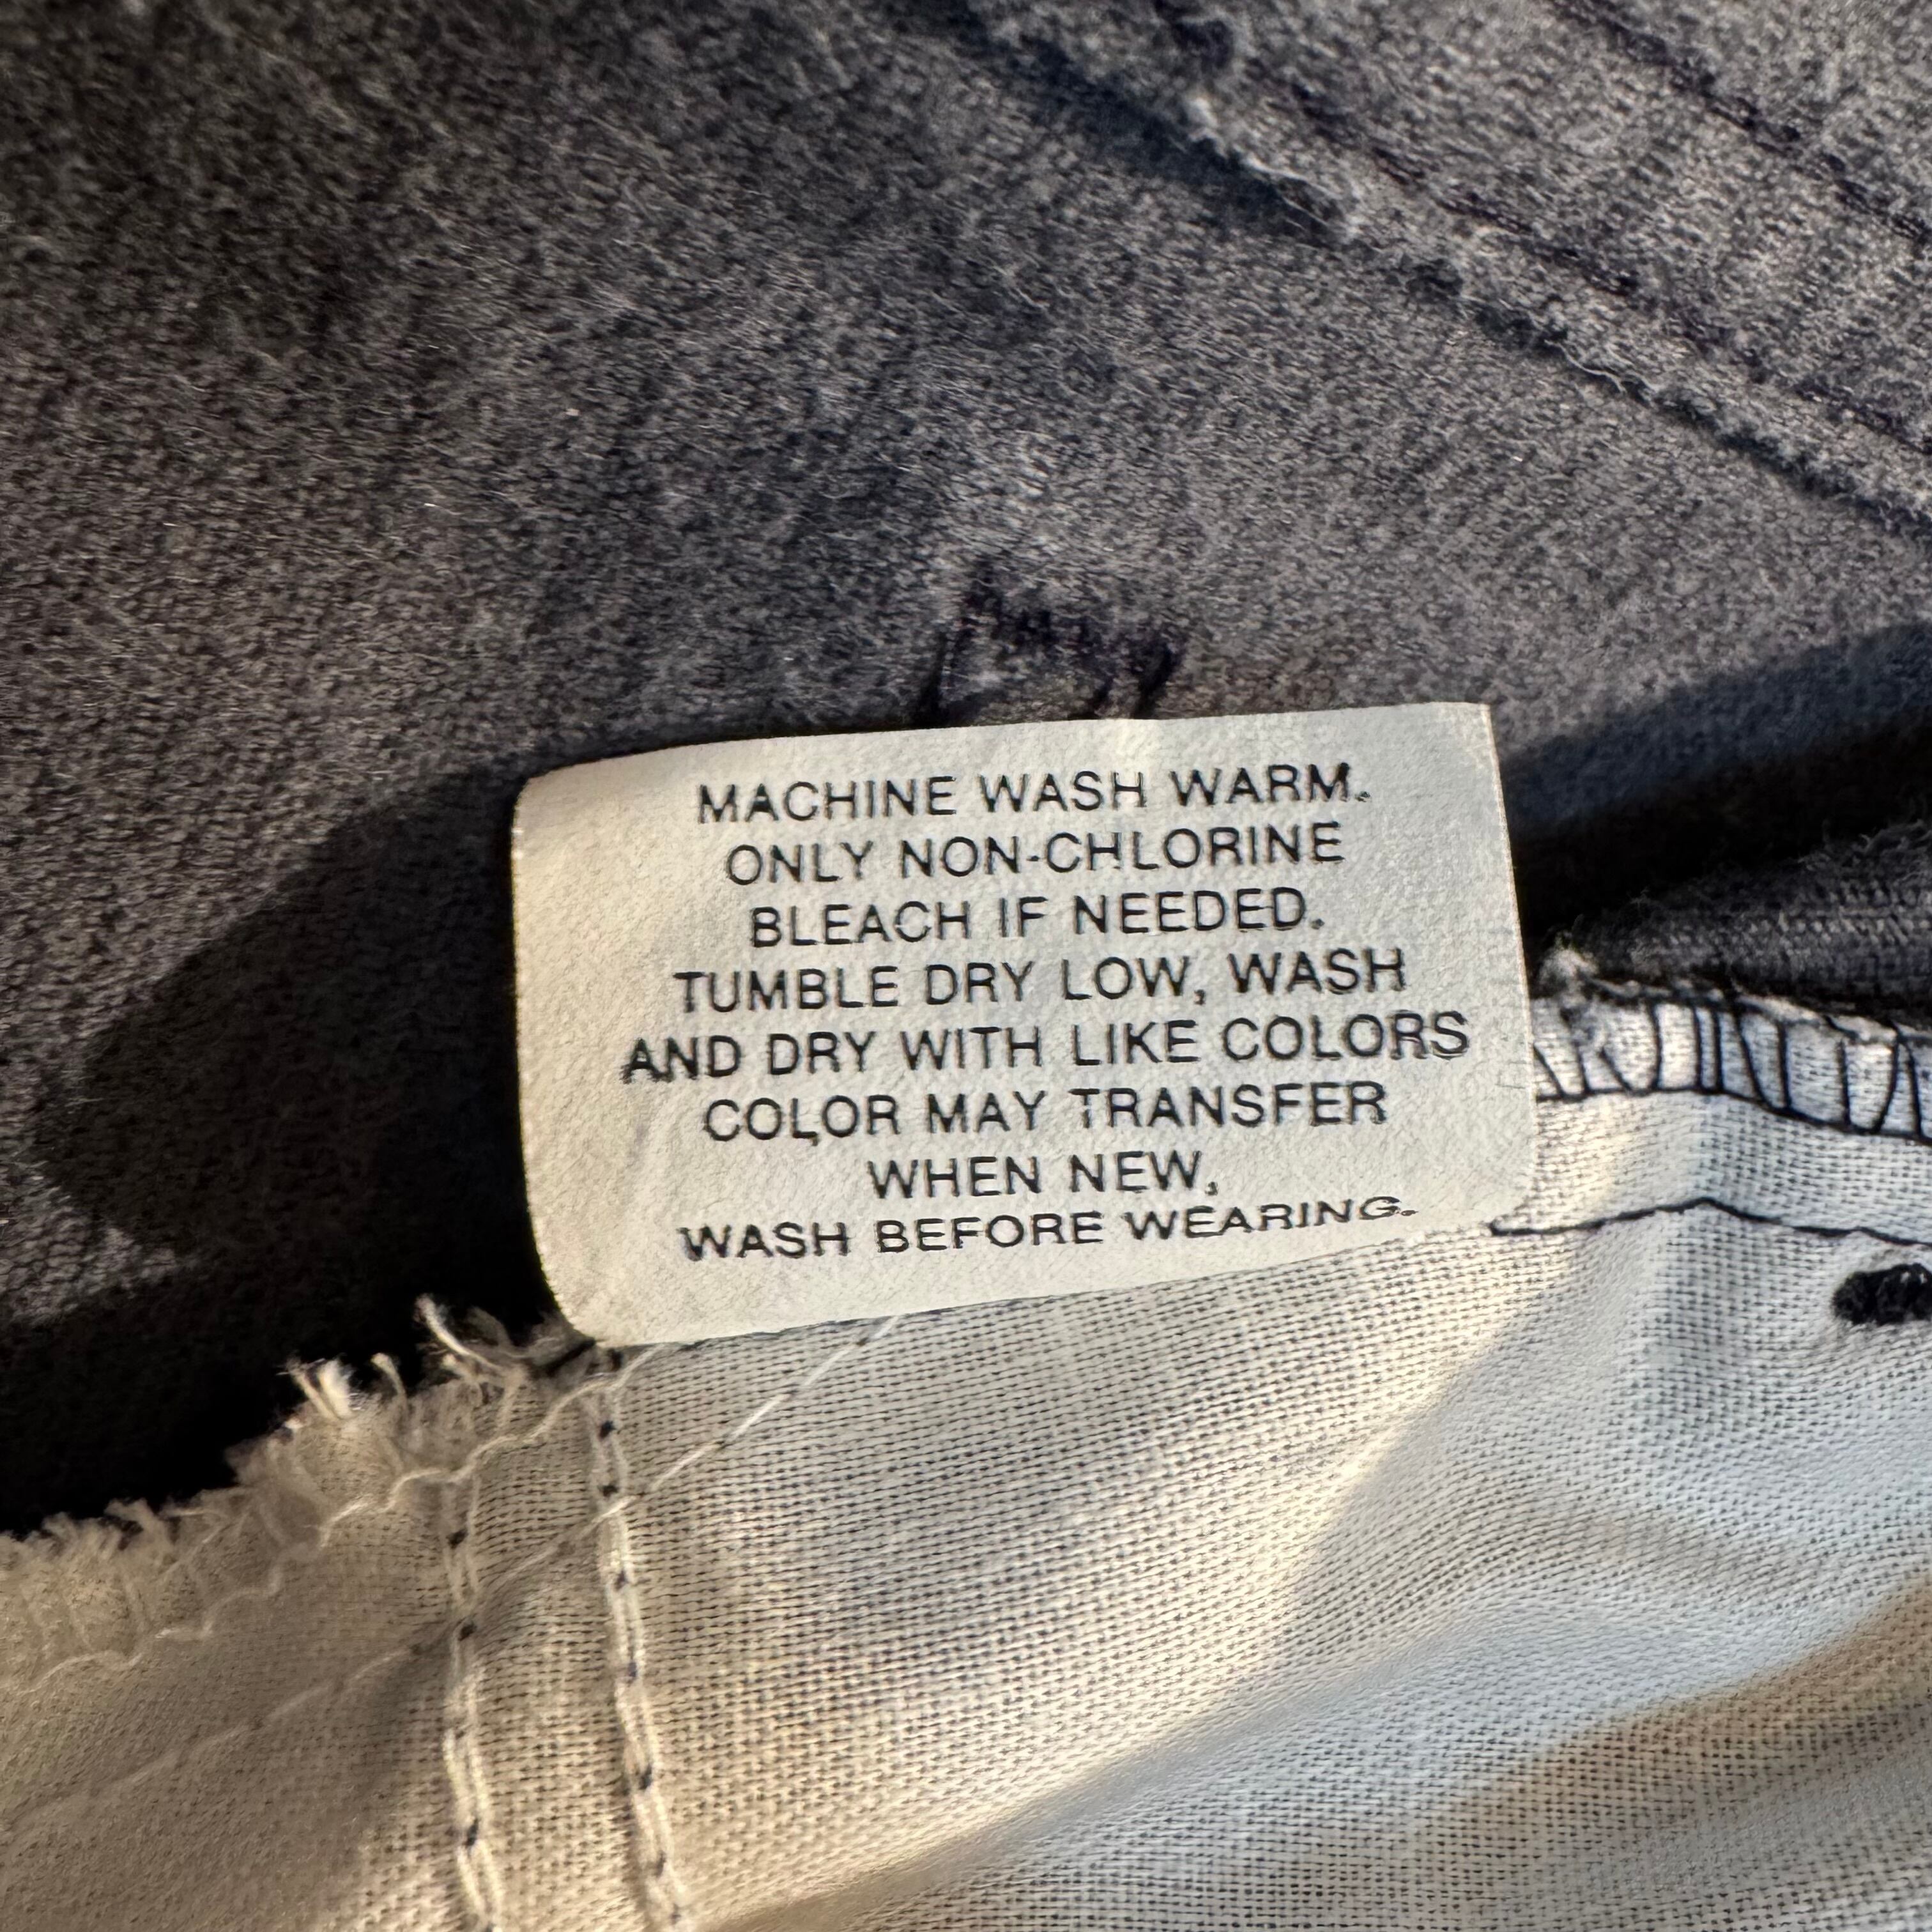 MACHINE WASH WARM.
ONLY NON-CHLORINE
BLEACH IF NEEDED.
TUMBLE DRY LOW, WASH
AND DRY WITH LIKE COLORS
COLOR MAY TRANSFER
WHEN NEW,
WASH BEFORE WEARING.